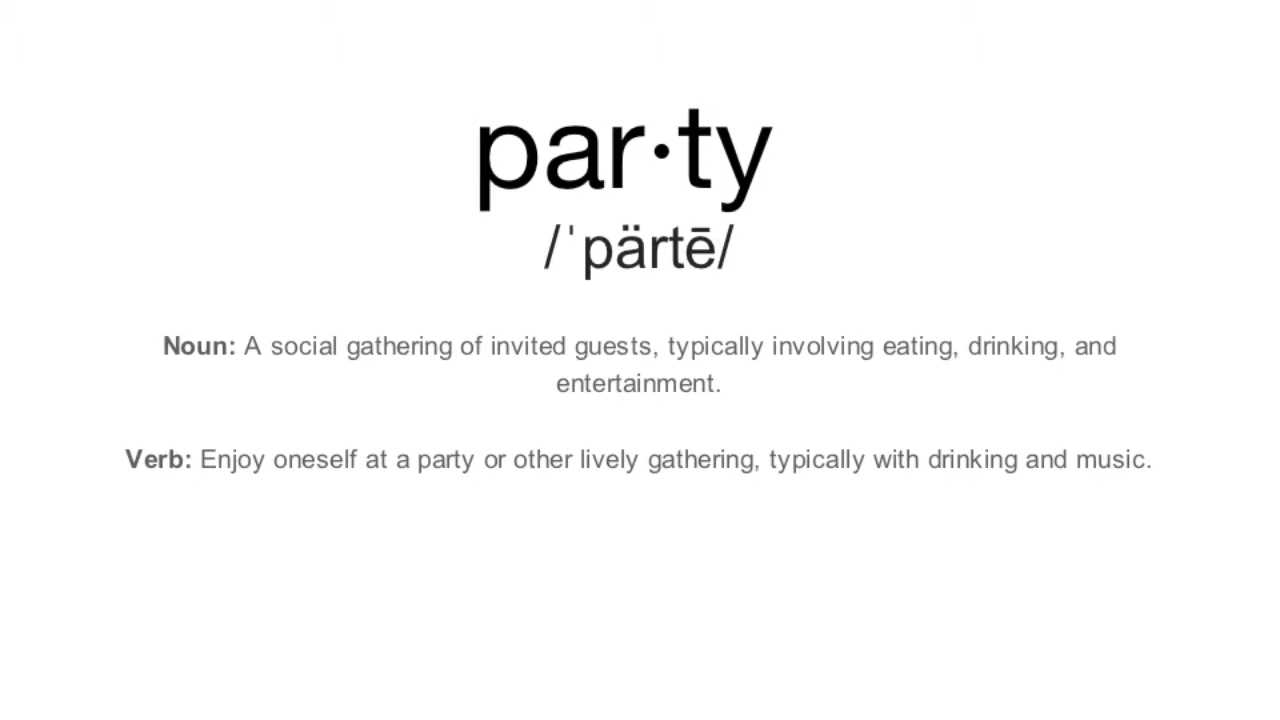 par·ty
/ˈpärtē/
Noun: A social gathering of invited guests, typically involving eating, drinking, and
entertainment.
Verb: Enjoy oneself at a party or other lively gathering, typically with drinking and music.